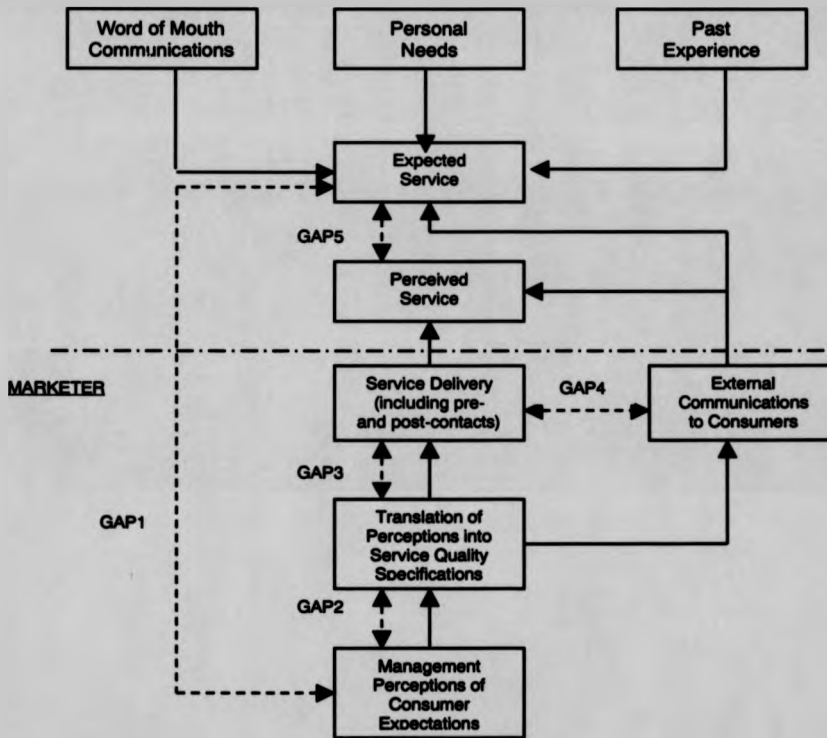 Word of Mouth
Communications
Personal
Needs
Past
Experience
Expected
Service
GAP5
Perceived
Service
MARKETER
Service Delivery
(including pre-
and post-contacts)
GAP4
External
Communications
to Consumers
GAP3
GAP1
Translation of
Perceptions into
Service Quality
Specifications
GAP2
Management
Perceptions of
Consumer
Expectations